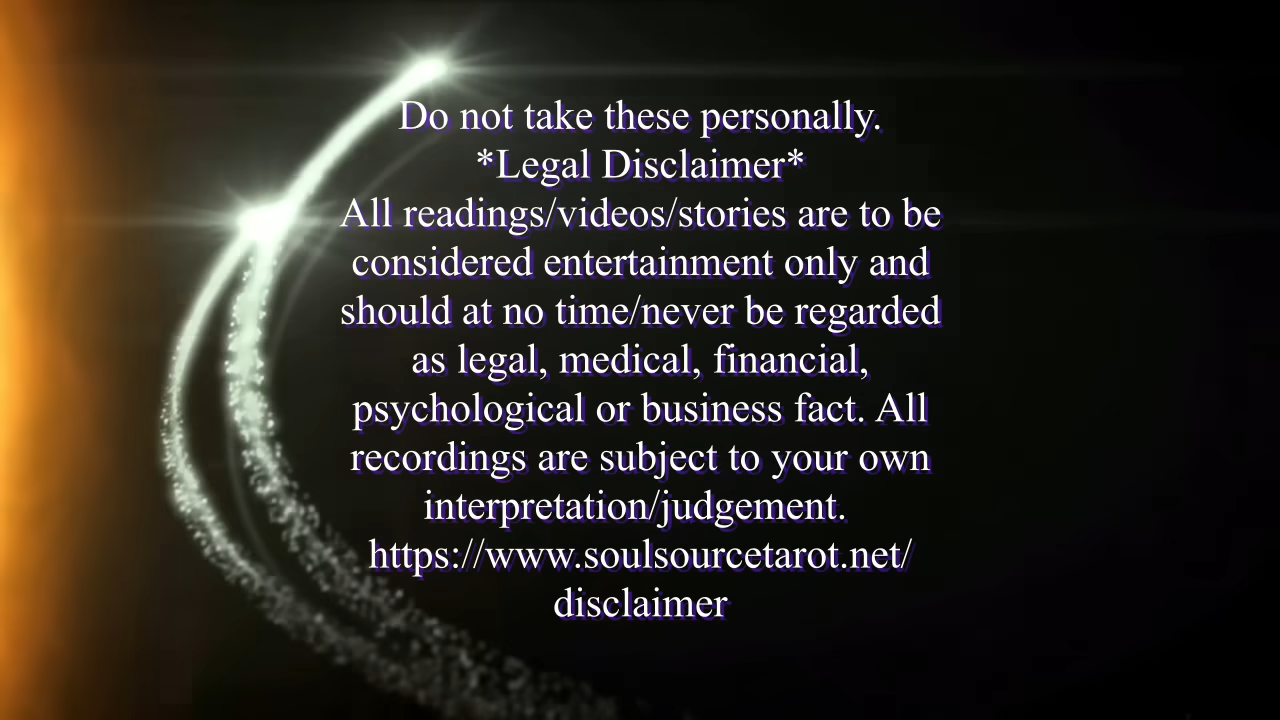 Do not take these personally.
*Legal Disclaimer*
All readings/videos/stories are to be
considered entertainment only and
should at no time/never be regarded
as legal, medical, financial,
psychological or business fact. All
recordings are subject to your own
interpretation/judgement.
https://www.soulsourcetarot.net/
disclaimer